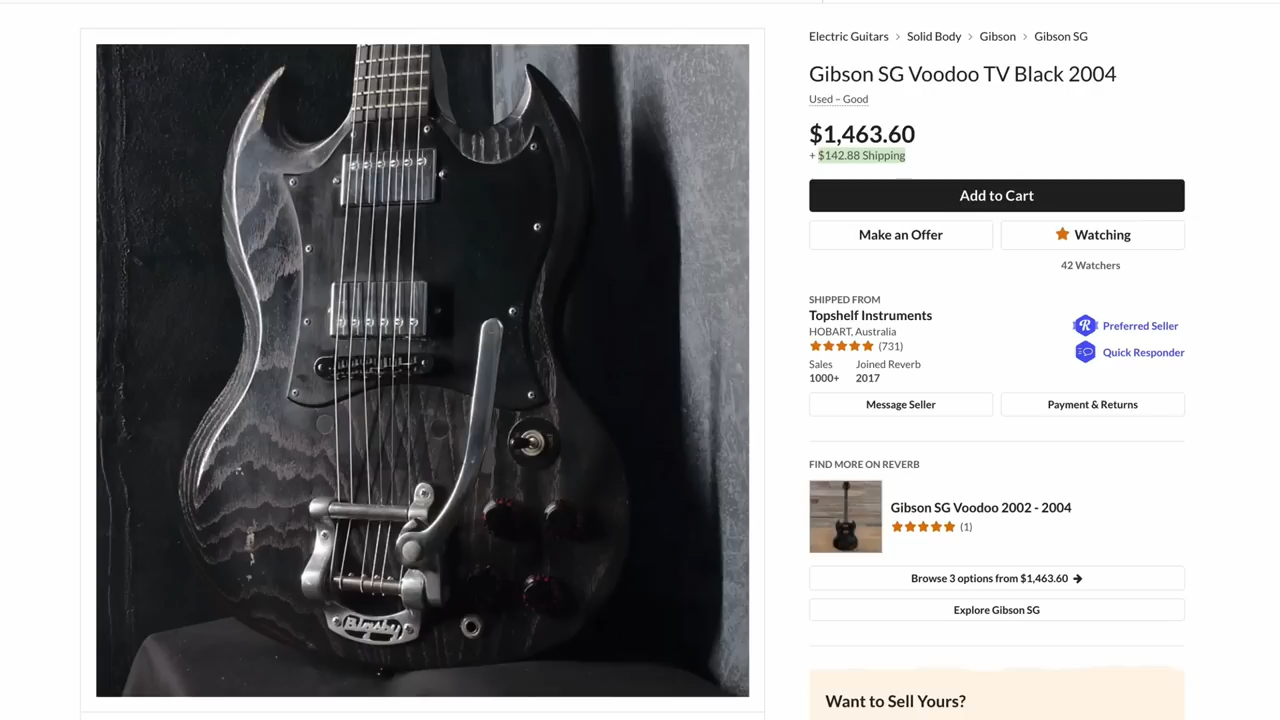 Electric Guitars > Solid Body > Gibson > Gibson SG
Gibson SG Voodoo TV Black 2004
Used – Good
$1,463.60
+ $142.88 Shipping
Add to Cart
Make an Offer
Watching
42 Watchers
SHIPPED FROM
Topshelf Instruments
HOBART, Australia
(731)
Preferred Seller
Quick Responder
Sales Joined Reverb
1000+ 2017
Message Seller
Payment & Returns
FIND MORE ON REVERB
Gibson SG Voodoo 2002 - 2004
(1)
Browse 3 options from $1,463.60 →
Explore Gibson SG
Want to Sell Yours?
Bigsby